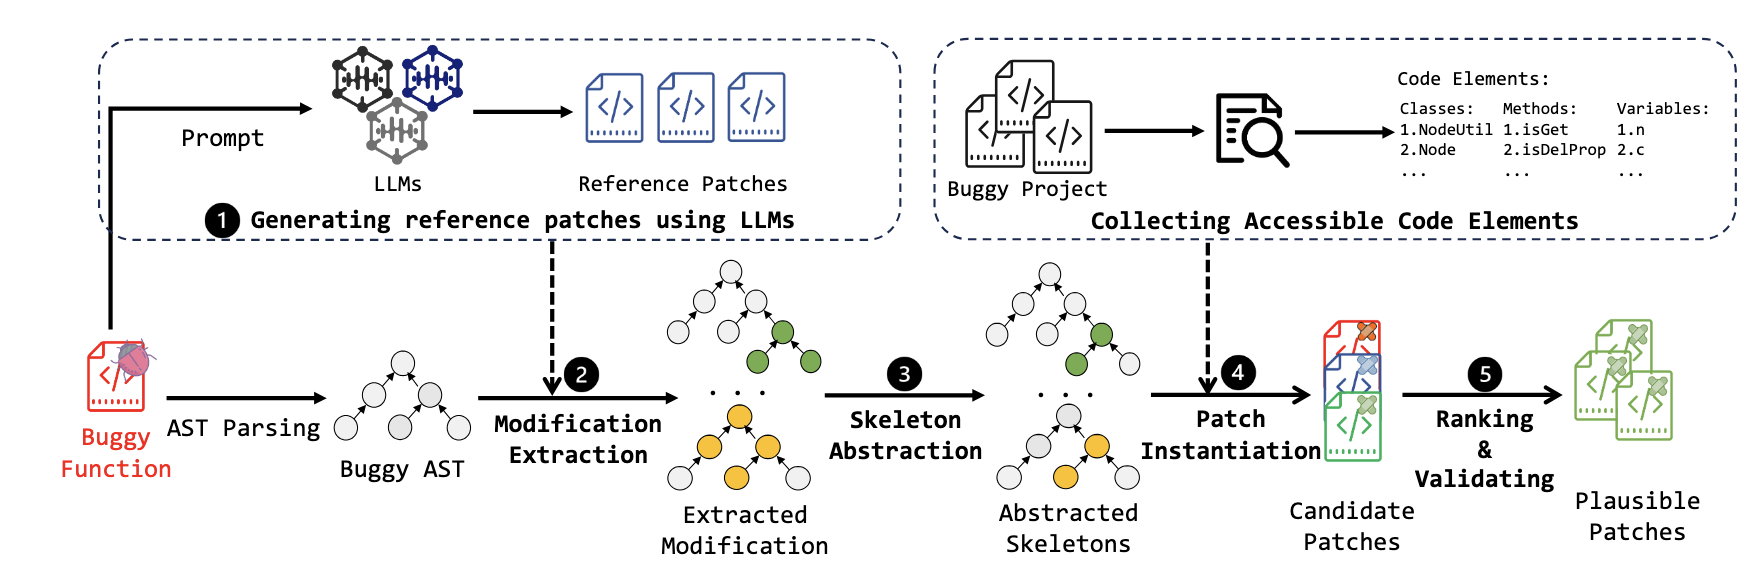 Prompt
LLMs
Reference Patches
1 Generating reference patches using LLMs
Buggy Project
Code Elements:
Classes: Methods: Variables:
1.NodeUtil 1.isGet 1.n
2.Node 2.isDelProp 2.c
... ... ...
Collecting Accessible Code Elements
Buggy
Function
AST Parsing
Buggy AST
2
Modification
Extraction
. . .
Extracted
Modification
3
Skeleton
Abstraction
. . .
Abstracted
Skeletons
4
Patch
Instantiation
Candidate
Patches
5
Ranking
&
Validating
Plausible
Patches